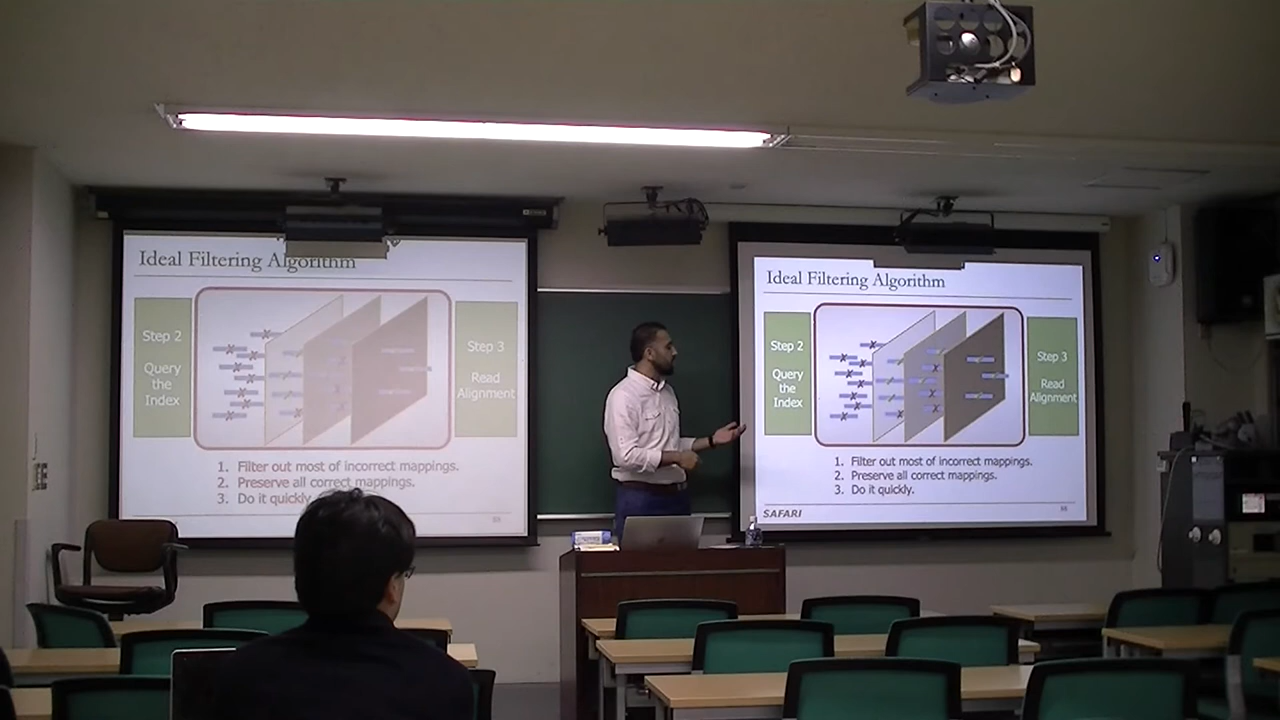 Ideal Filtering Algorithm
Step 2
Query
the
Index
Step 3
Read
Alignment
1. Filter out most of incorrect mappings.
2. Preserve all correct mappings.
3. Do it quickly.
Ideal Filtering Algorithm
Step 2
Query
the
Index
Step 3
Read
Alignment
1. Filter out most of incorrect mappings.
2. Preserve all correct mappings.
3. Do it quickly.
SAFARI